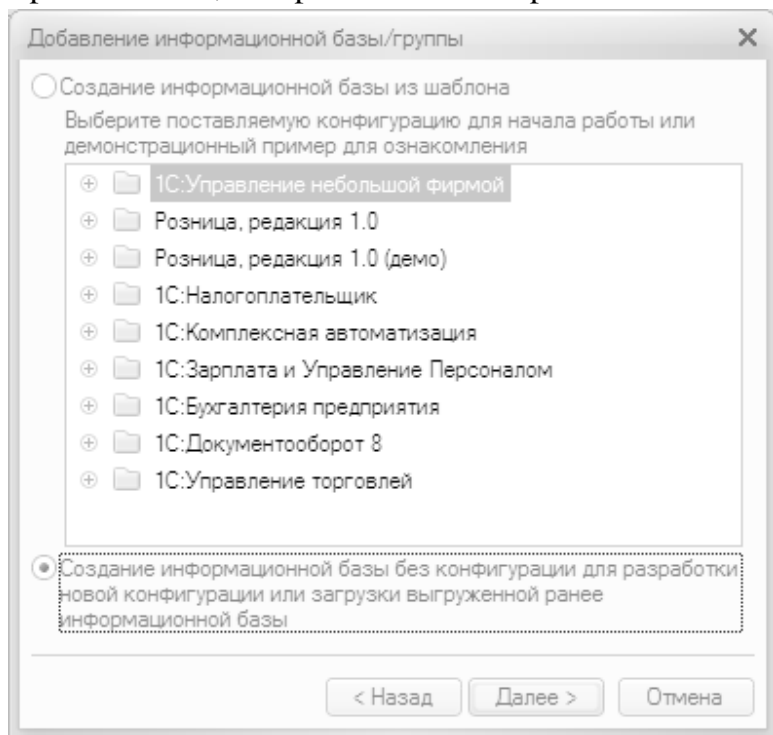 Добавление информационной базы/группы
Создание информационной базы из шаблона
Выберите поставляемую конфигурацию для начала работы или
демонстрационный пример для ознакомления
1С:Управление небольшой фирмой
Розница, редакция 1.0
Розница, редакция 1.0 (демо)
1С:Налогоплательщик
1С:Комплексная автоматизация
1С:Зарплата и Управление Персоналом
1С:Бухгалтерия предприятия
1С:Документооборот 8
1С:Управление торговлей
Создание информационной базы без конфигурации для разработки
новой конфигурации или загрузки выгруженной ранее
информационной базы
< Назад
Далее >
Отмена